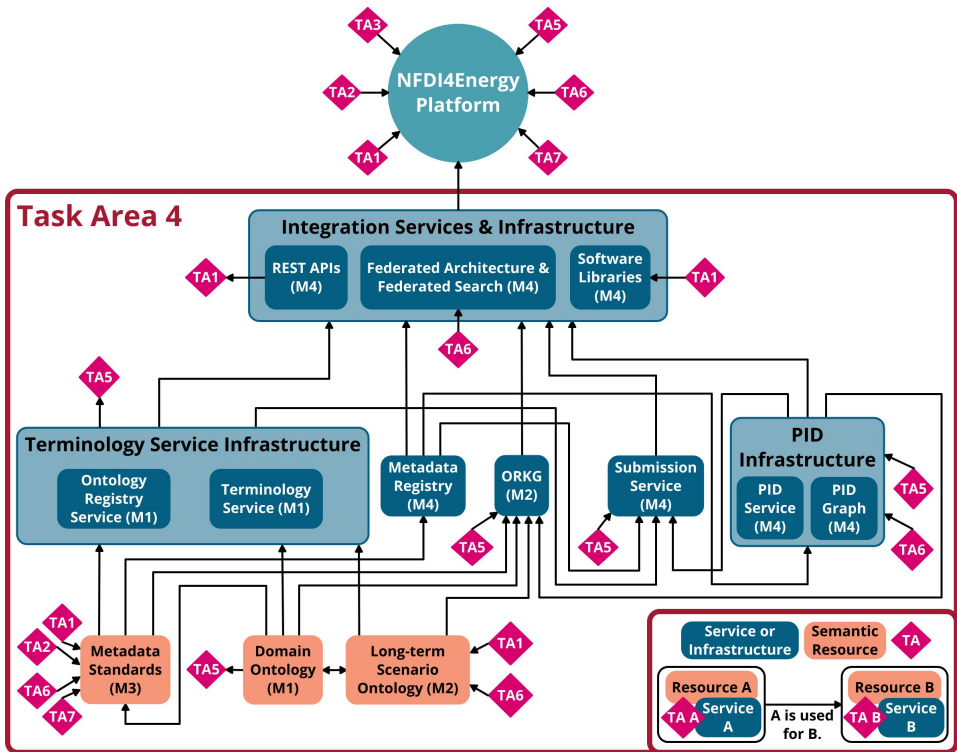 TA3
TA5
NFDI4Energy
Platform
TA2
TA6
TA1
TA7
Task Area 4
Integration Services & Infrastructure
REST APIs
(M4)
Federated Architecture &
Federated Search (M4)
Software
Libraries
(M4)
TA1
TA1
TA6
TA5
Terminology Service Infrastructure
Ontology
Registry
Service (M1)
Terminology
Service (M1)
Metadata
Registry
(M4)
ORKG
(M2)
Submission
Service
(M4)
PID
Infrastructure
PID
Service
(M4)
PID
Graph
(M4)
TA5
TA5
TA5
TA6
TA1
TA2
TA6
TA7
Metadata
Standards
(M3)
TA5
Domain
Ontology
(M1)
Long-term
Scenario
Ontology (M2)
TA1
TA6
Service or
Infrastructure
Semantic
Resource
TA
Resource A
TA A
Service
A
A is used
for B.
Resource B
TA B
Service
B